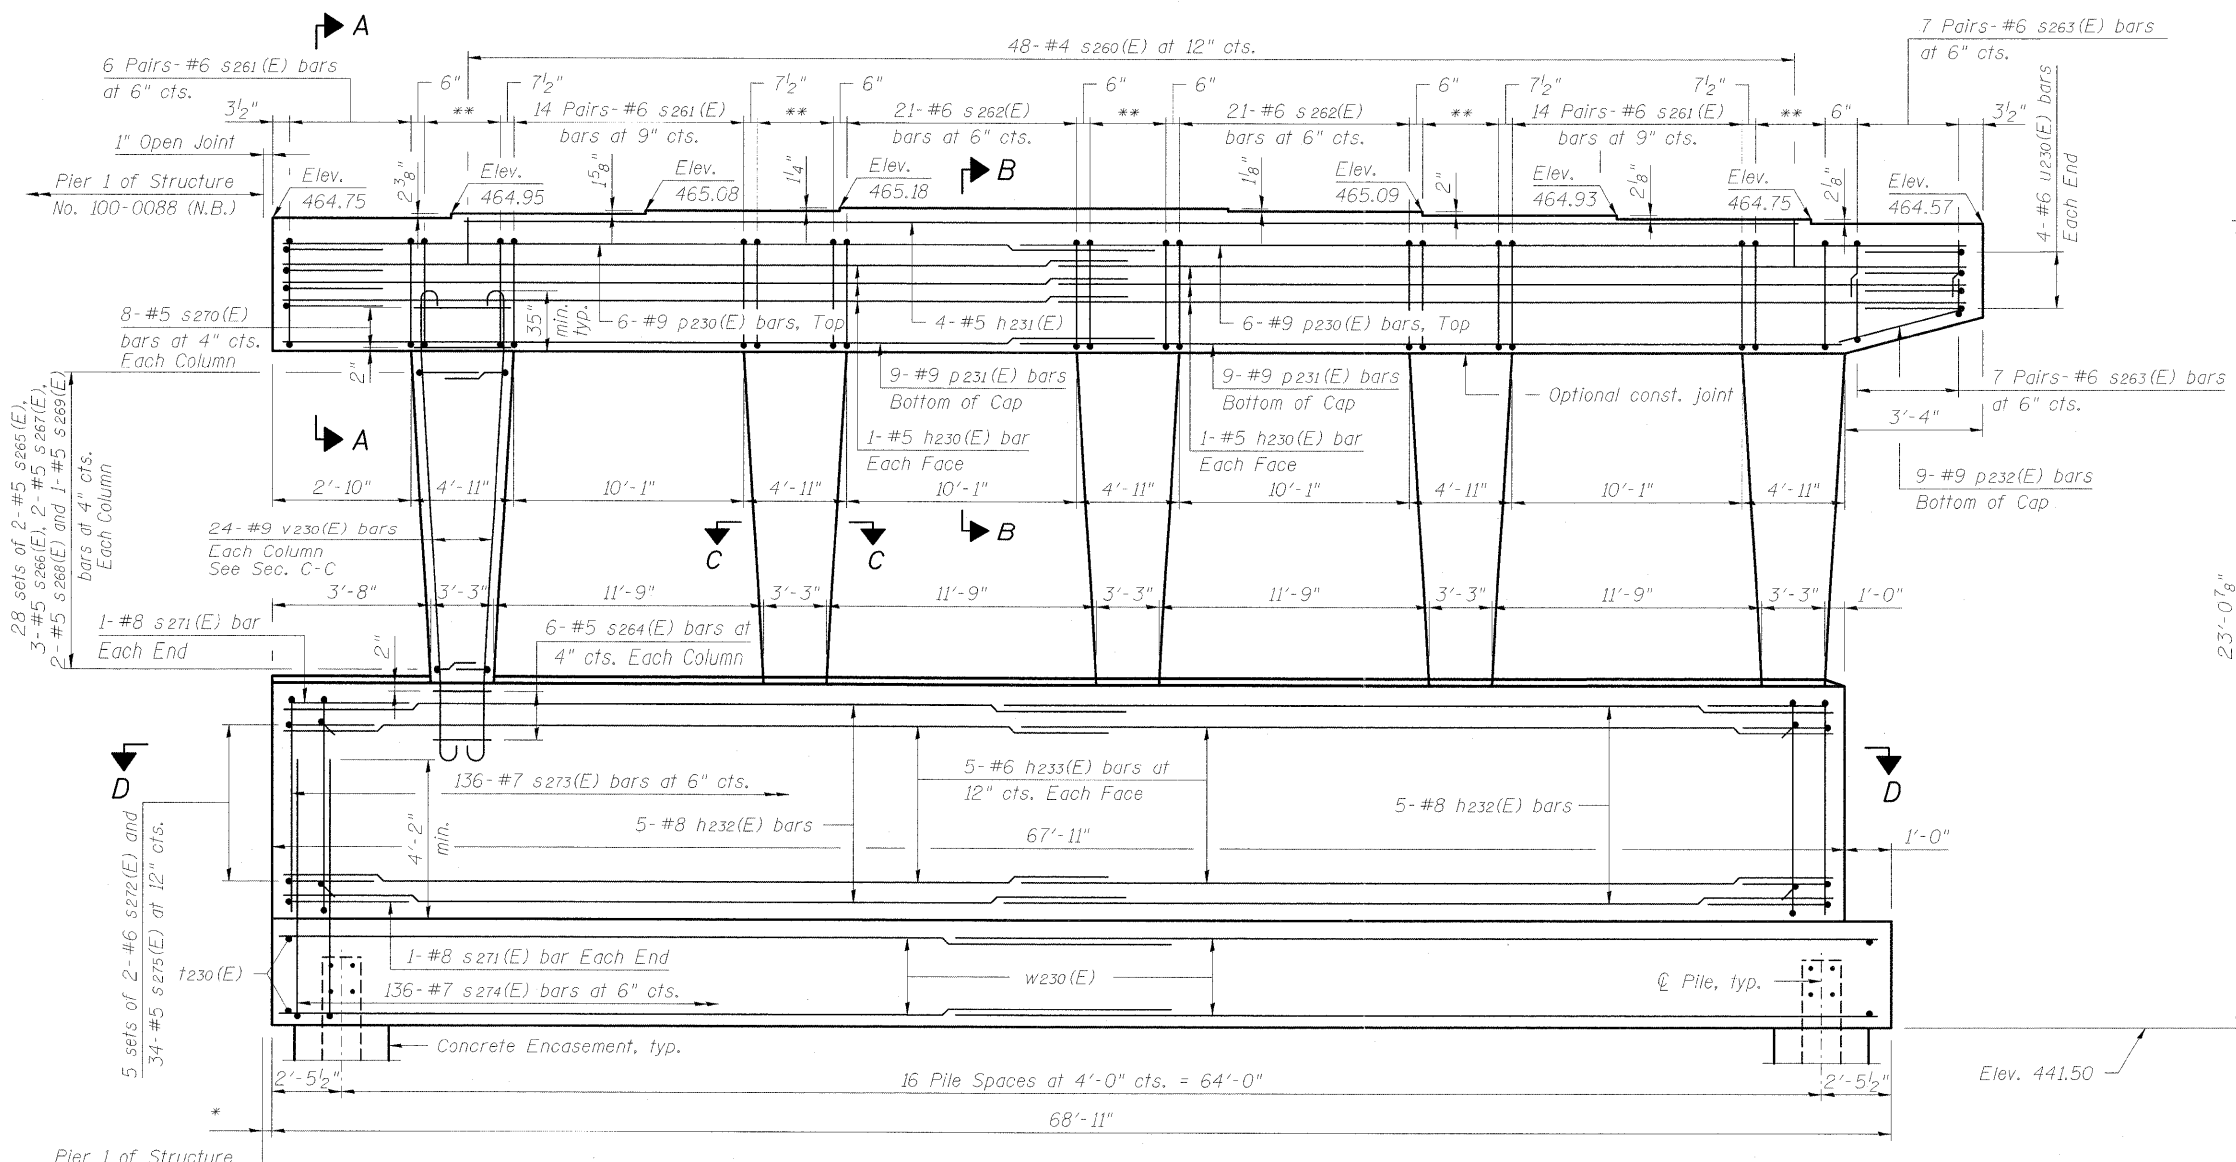 A
48-#4 s260(E) at 12" cts.
7 Pairs-#6 s263(E) bars
at 6" cts.
6 Pairs-#6 s261(E) bars
at 6" cts.
6"
7½"
7½"
6"
6"
6"
6"
7½"
7½"
4-#6 u230(E) bars
Each End
3½"
**
14 Pairs-#6 s261(E)
bars at 9" cts.
**
21-#6 s262(E)
bars at 6" cts.
**
21-#6 s262(E)
bars at 6" cts.
**
14 Pairs-#6 s261(E)
bars at 9" cts.
**
6"
3½"
1" Open Joint
Pier 1 of Structure
No. 100-0088 (N.B.)
Elev.
464.75
2⅜"
Elev.
464.95
1⅝"
Elev.
465.08
1¼"
Elev.
465.18
B
1⅛"
Elev.
465.09
2"
Elev.
464.93
2⅛"
Elev.
464.75
2⅛"
Elev.
464.57
8-#5 s270(E)
bars at 4" cts.
Each Column
2"
35"
min.
typ.
6-#9 p230(E) bars, Top
4-#5 h231(E)
6-#9 p230(E) bars, Top
9-#9 p231(E) bars
Bottom of Cap
9-#9 p231(E) bars
Bottom of Cap
Optional const. joint
7 Pairs-#6 s263(E) bars
at 6" cts.
3'-4"
A
1-#5 h230(E) bar
Each Face
1-#5 h230(E) bar
Each Face
9-#9 p232(E) bars
Bottom of Cap
28 sets of 2-#5 s265(E),
3-#5 s266(E), 2-#5 s267(E),
2-#5 s268(E) and 1-#5 s269(E)
bars at 4" cts.
Each Column
2'-10"
4'-11"
10'-1"
4'-11"
10'-1"
4'-11"
10'-1"
4'-11"
10'-1"
4'-11"
24-#9 v230(E) bars
Each Column
See Sec. C-C
C
C
B
3'-8"
3'-3"
11'-9"
3'-3"
11'-9"
3'-3"
11'-9"
3'-3"
11'-9"
3'-3"
1'-0"
23'-0⅞"
1-#8 s271(E) bar
Each End
2"
6-#5 s264(E) bars at
4" cts. Each Column
D
D
136-#7 s273(E) bars at 6" cts.
5-#6 h233(E) bars at
12" cts. Each Face
5-#8 h232(E) bars
5-#8 h232(E) bars
4'-2"
min.
67'-11"
1'-0"
5 sets of 2-#6 s272(E) and
34-#5 s275(E) at 12" cts.
t230(E)
1-#8 s271(E) bar Each End
136-#7 s274(E) bars at 6" cts.
w230(E)
℄ Pile, typ.
Concrete Encasement, typ.
2'-5½"
16 Pile Spaces at 4'-0" cts. = 64'-0"
2'-5½"
Elev. 441.50
*
68'-11"
Pier 1 of Structure